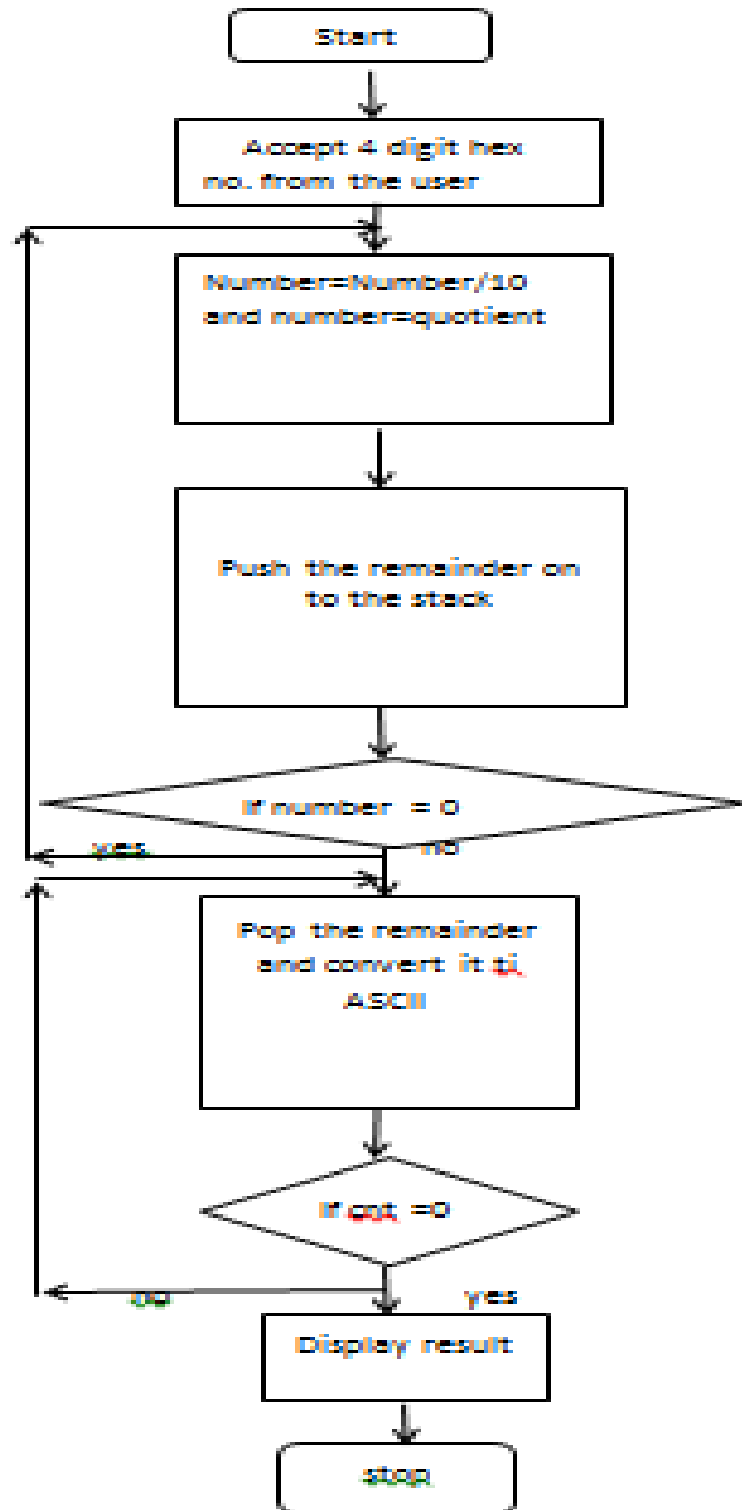 Start
Accept 4 digit hex
no. from the user
Number=Number/10
and number=quotient
Push the remainder on
to the stack
If number = 0
yes
no
Pop the remainder
and convert it ti
ASCII
If cnt =0
no
yes
Display result
stop